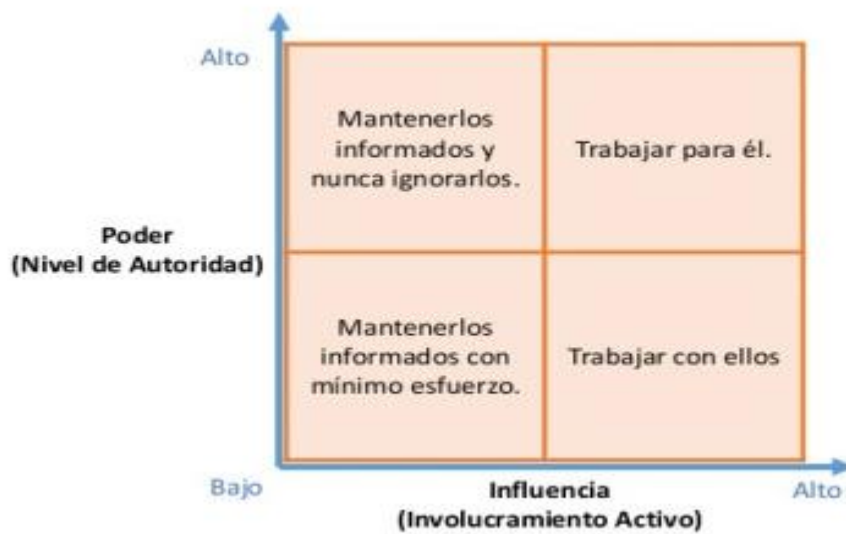 Alto
Mantenerlos
informados y
nunca ignorarlos.
Trabajar para él.
Poder
(Nivel de Autoridad)
Mantenerlos
informados con
mínimo esfuerzo.
Trabajar con ellos
Bajo
Influencia
(Involucramiento Activo)
Alto